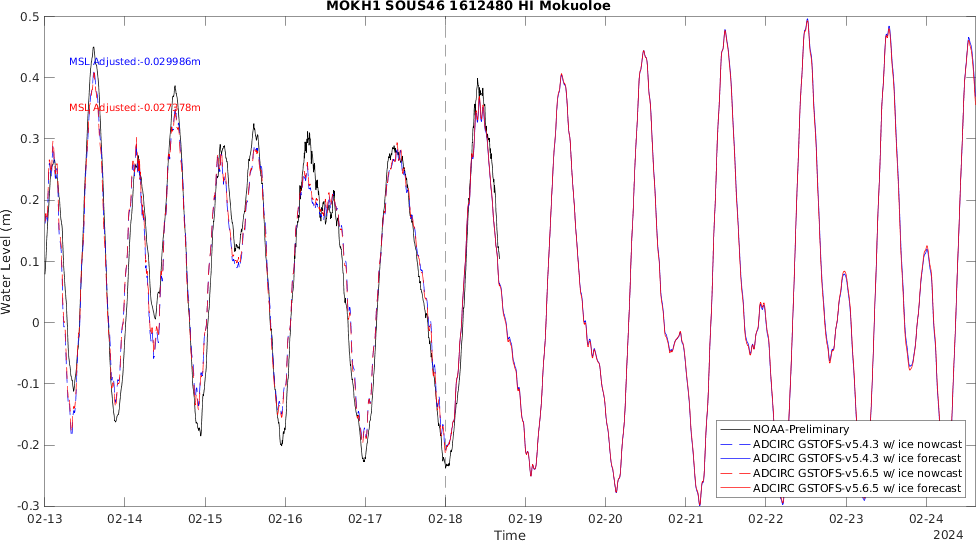 MOKH1 SOUS46 1612480 HI Mokuoloe
0.5
0.4
0.3
0.2
0.1
0
-0.1
-0.2
-0.3
Water Level (m)
MSL Adjusted:-0.029986m
MSL Adjusted:-0.027378m
NOAA-Preliminary
ADCIRC GSTOFS-v5.4.3 w/ ice nowcast
ADCIRC GSTOFS-v5.4.3 w/ ice forecast
ADCIRC GSTOFS-v5.6.5 w/ ice nowcast
ADCIRC GSTOFS-v5.6.5 w/ ice forecast
02-13 02-14 02-15 02-16 02-17 02-18 02-19 02-20 02-21 02-22 02-23 02-24
2024
Time